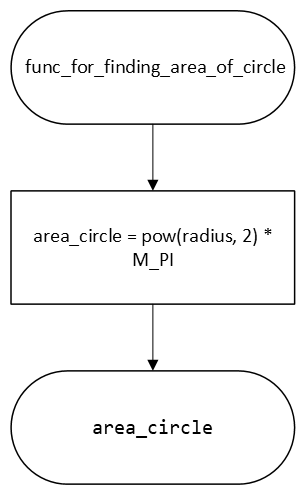 func_for_finding_area_of_circle
area_circle = pow(radius, 2) *
M_PI
area_circle